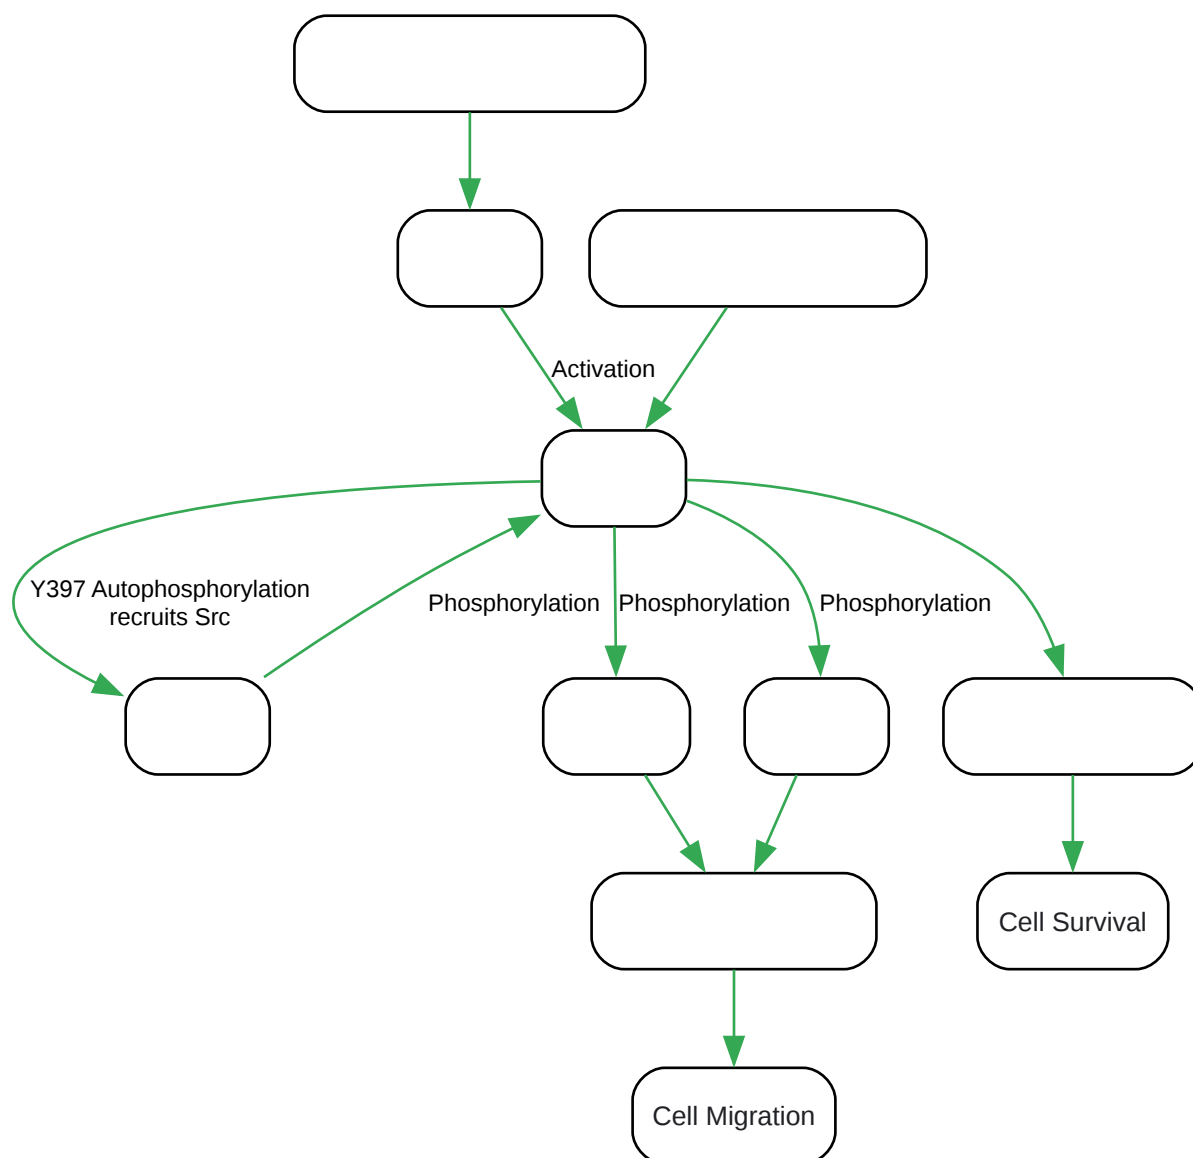 Activation
Y397 Autophosphorylation
recruits Src
Phosphorylation
Phosphorylation
Phosphorylation
Cell Survival
Cell Migration